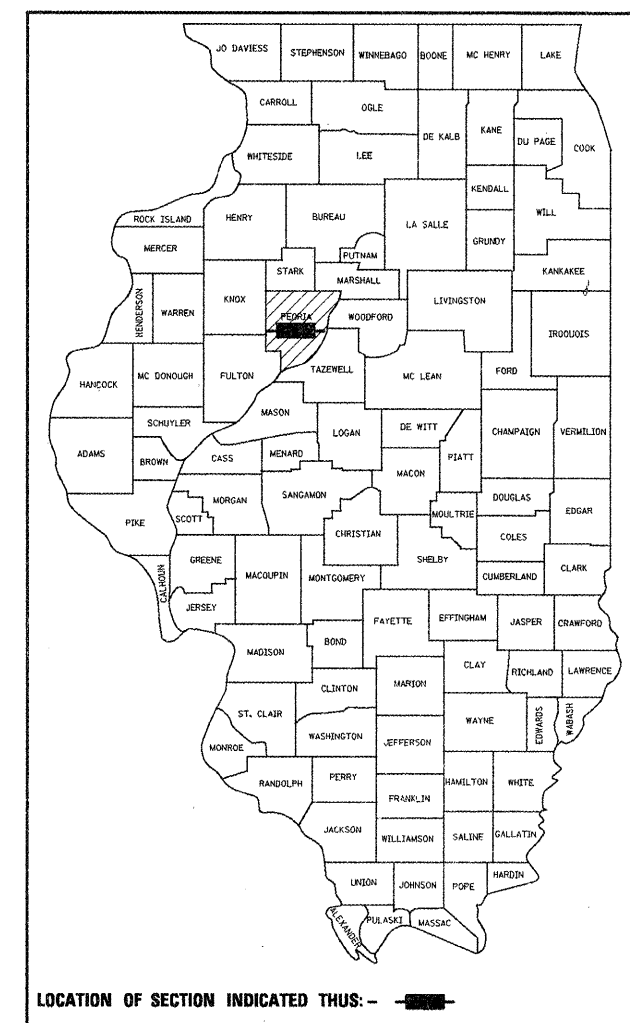 JO DAVIESS
STEPHENSON
WINNEBAGO
BOONE
MC HENRY
LAKE
CARROLL
OGLE
DE KALB
KANE
DU PAGE
COOK
WHITESIDE
LEE
KENDALL
WILL
ROCK ISLAND
HENRY
BUREAU
LA SALLE
GRUNDY
MERCER
PUTNAM
KANKAKEE
STARK
MARSHALL
HENDERSON
WARREN
KNOX
PEORIA
WOODFORD
LIVINGSTON
IROQUOIS
HANCOCK
MC DONOUGH
FULTON
TAZEWELL
MC LEAN
FORD
MASON
SCHUYLER
LOGAN
DE WITT
CHAMPAIGN
VERMILION
ADAMS
BROWN
CASS
MENARD
PIATT
MACON
MORGAN
SANGAMON
DOUGLAS
EDGAR
PIKE
SCOTT
MOULTRIE
CHRISTIAN
COLES
GREENE
SHELBY
CALHOUN
MACOUPIN
MONTGOMERY
CUMBERLAND
CLARK
JERSEY
FAYETTE
EFFINGHAM
JASPER
CRAWFORD
MADISON
BOND
CLAY
RICHLAND
LAWRENCE
CLINTON
MARION
ST. CLAIR
WAYNE
EDWARDS
WABASH
WASHINGTON
JEFFERSON
MONROE
RANDOLPH
PERRY
HAMILTON
WHITE
FRANKLIN
JACKSON
WILLIAMSON
SALINE
GALLATIN
UNION
JOHNSON
POPE
HARDIN
ALEXANDER
PULASKI
MASSAC
LOCATION OF SECTION INDICATED THUS: -